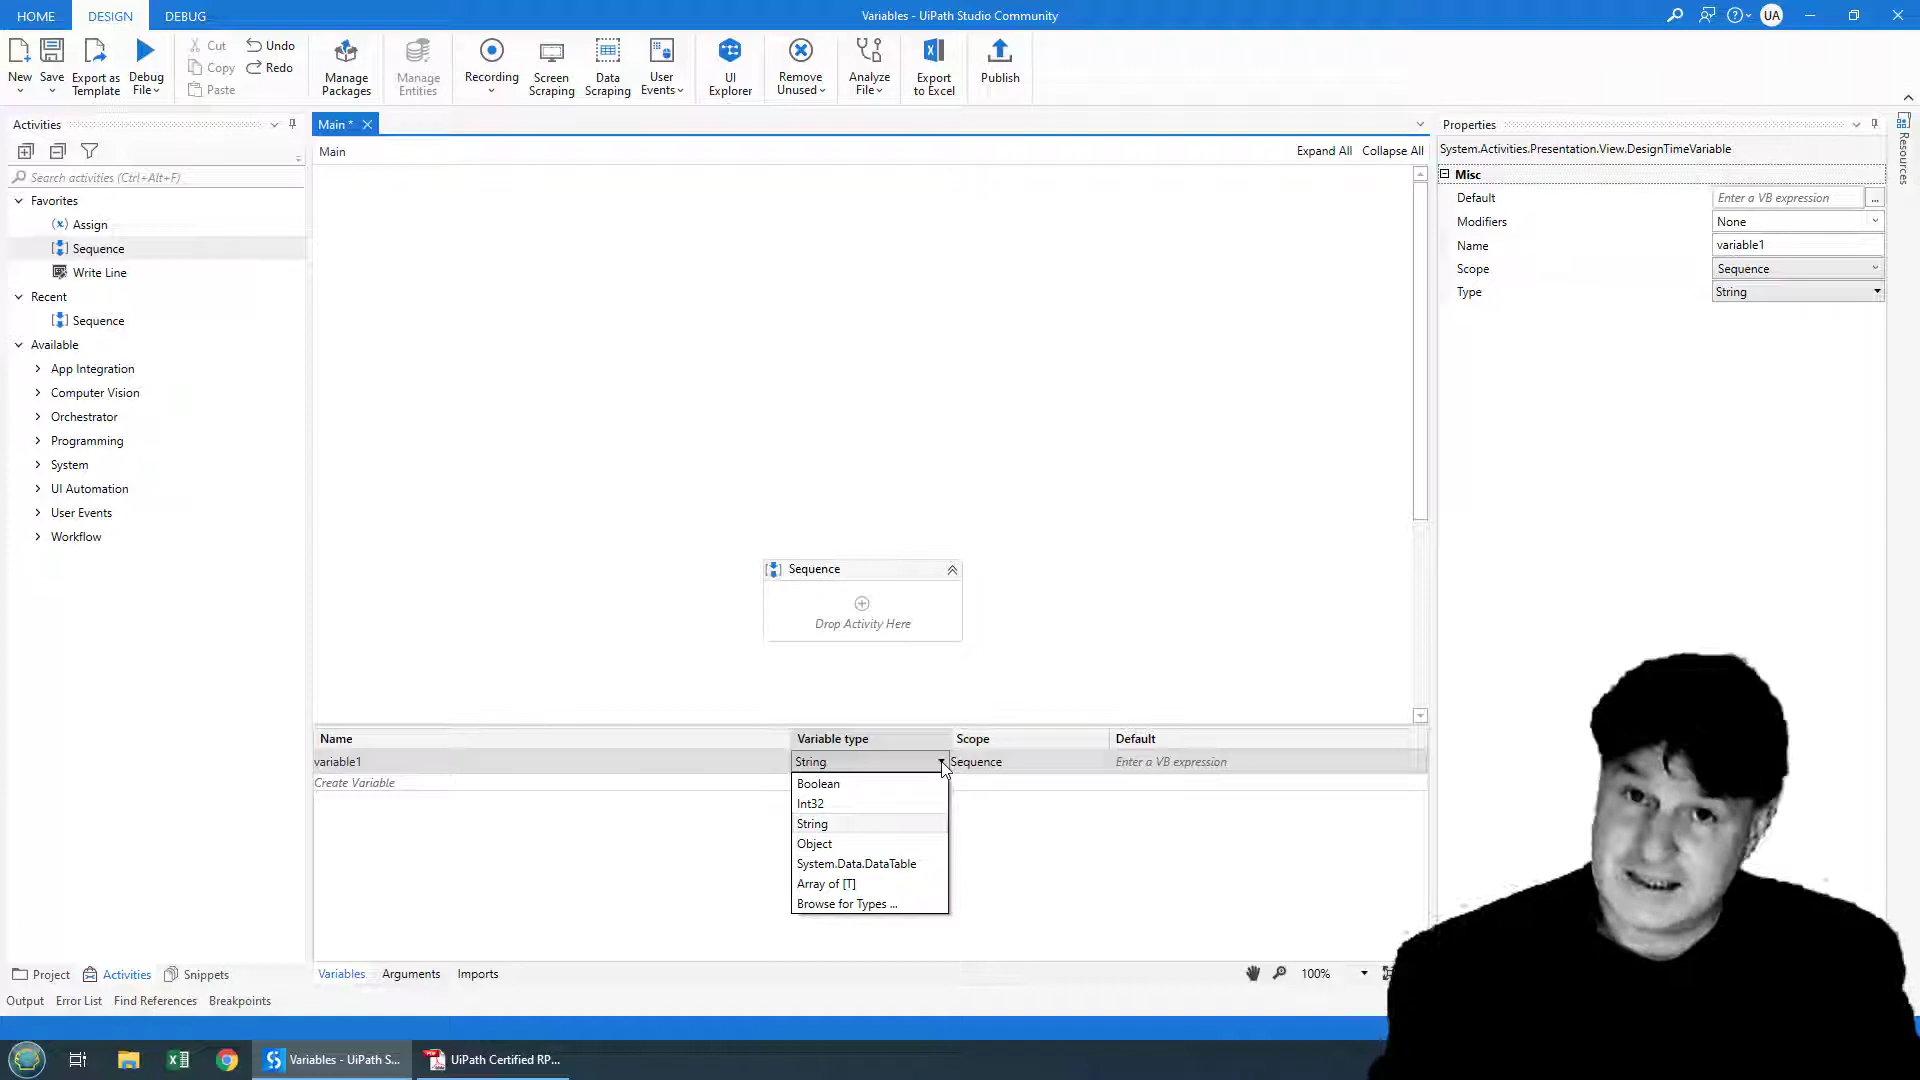 HOME DESIGN DEBUG Variables - UiPath Studio Community UA
New Save Export as Template Debug File Cut Copy Paste Undo Redo Manage Packages Manage Entities Recording Screen Scraping Data Scraping User Events UI Explorer Remove Unused Analyze File Export to Excel Publish
Activities
Search activities (Ctrl+Alt+F)
Favorites
Assign
Sequence
Write Line
Recent
Sequence
Available
App Integration
Computer Vision
Orchestrator
Programming
System
UI Automation
User Events
Workflow
Main *
Main Expand All Collapse All
Sequence
Drop Activity Here
Name Variable type Scope Default
variable1 String Sequence Enter a VB expression
Create Variable
Boolean
Int32
String
Object
System.Data.DataTable
Array of [T]
Browse for Types ...
Properties
System.Activities.Presentation.View.DesignTimeVariable
Misc
Default Enter a VB expression ...
Modifiers None
Name variable1
Scope Sequence
Type String
Resources
Project Activities Snippets
Variables Arguments Imports 100%
Output Error List Find References Breakpoints
Variables - UiPath S... UiPath Certified RP...